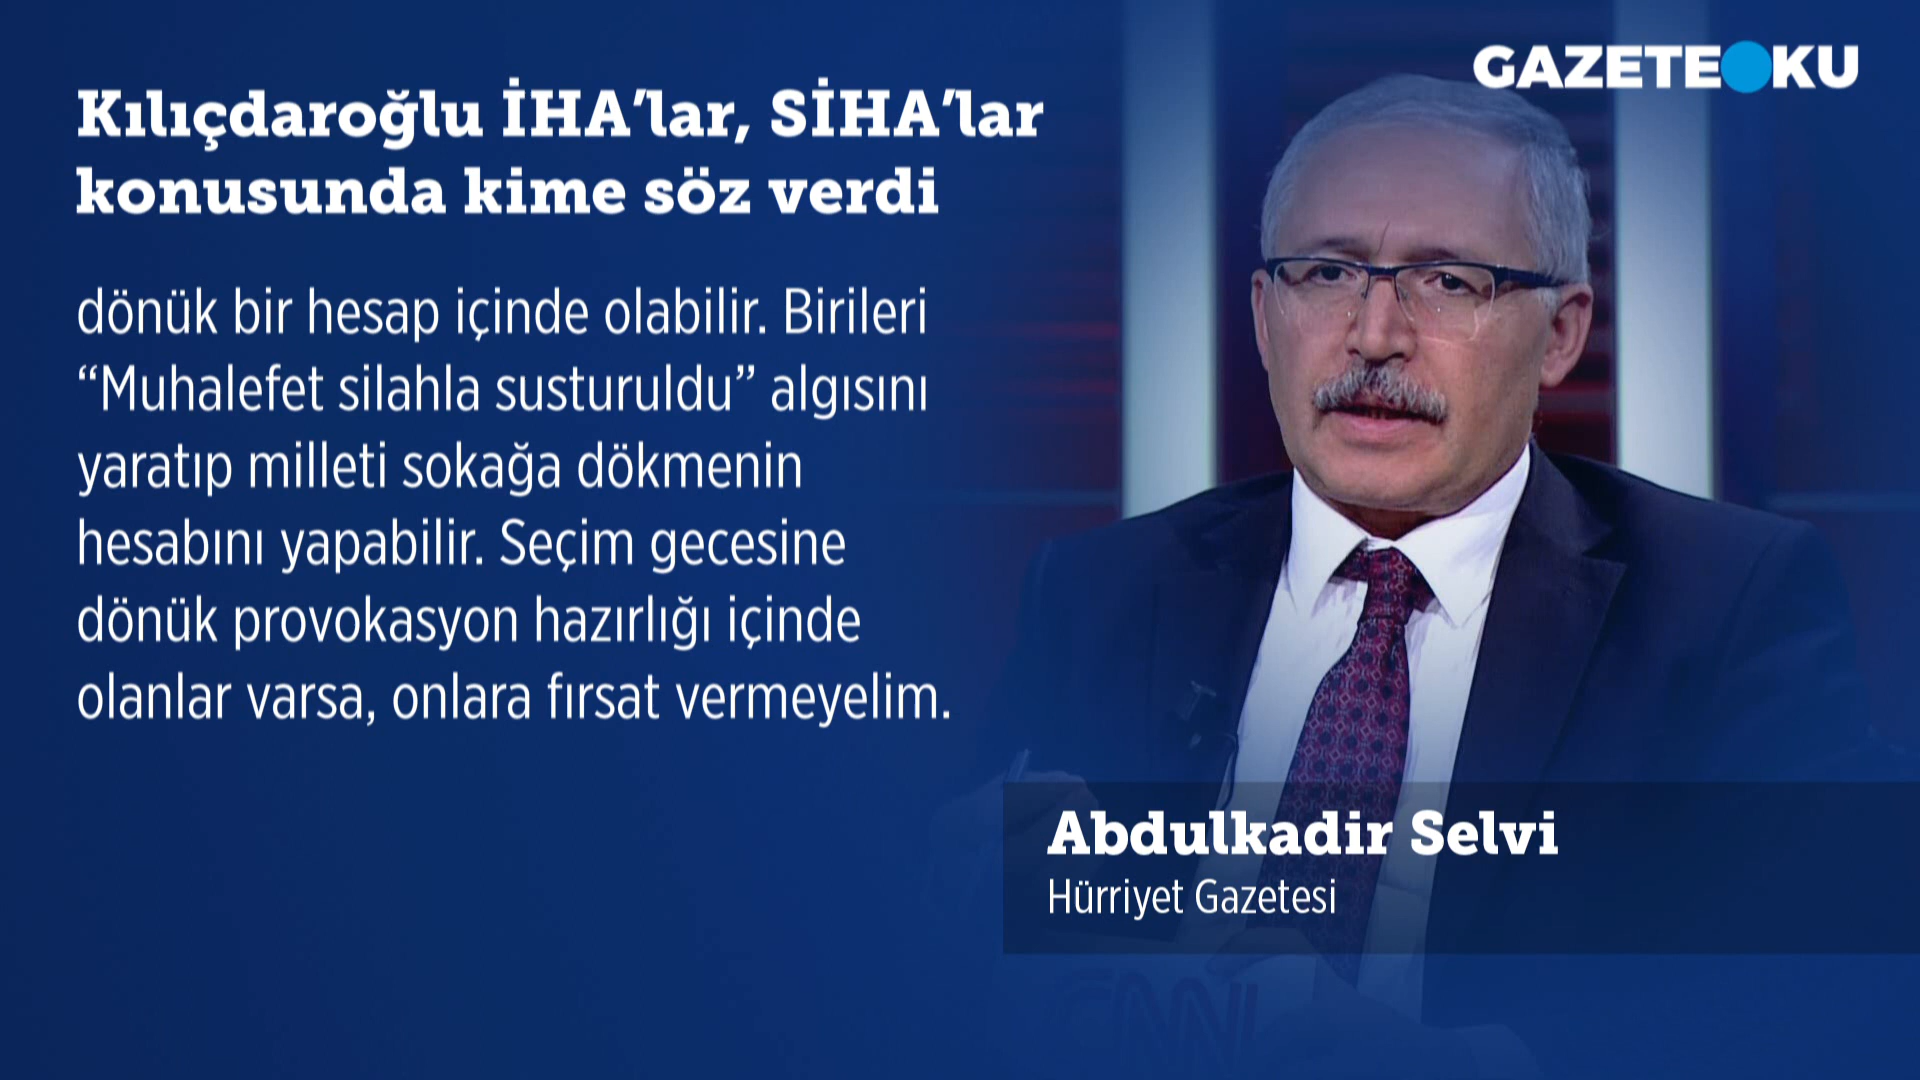 GAZETE OKU
Kılıçdaroğlu İHA’lar, SİHA’lar
konusunda kime söz verdi
dönük bir hesap içinde olabilir. Birileri
“Muhalefet silahla susturuldu” algısını
yaratıp milleti sokağa dökmenin
hesabını yapabilir. Seçim gecesine
dönük provokasyon hazırlığı içinde
olanlar varsa, onlara fırsat vermeyelim.
Abdulkadir Selvi
Hürriyet Gazetesi
CNN